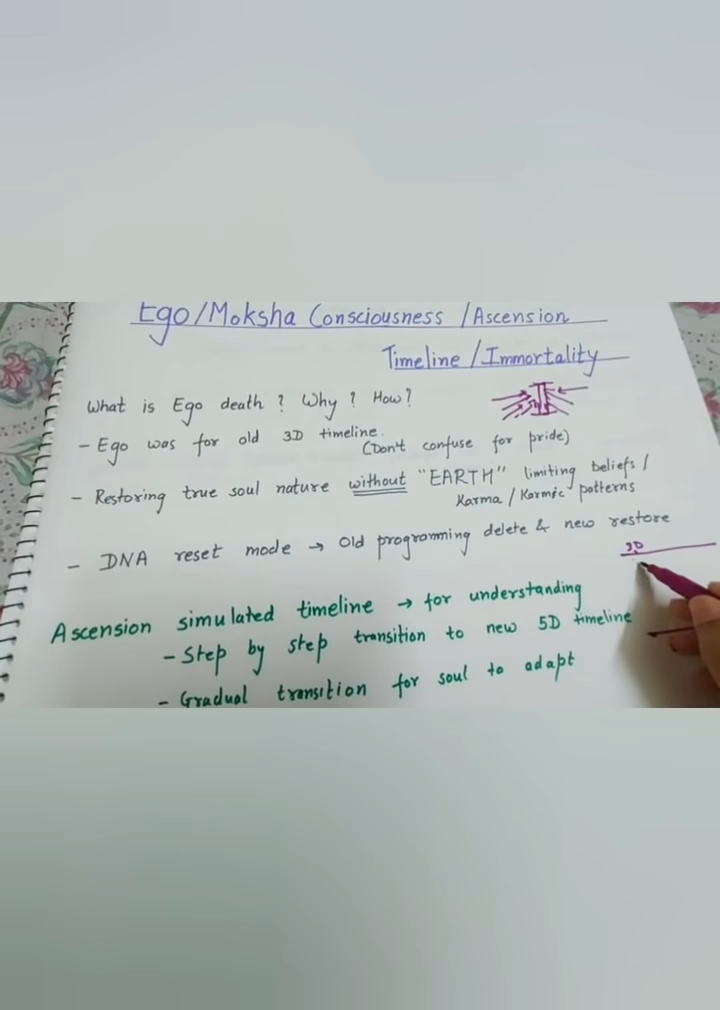 Ego/Moksha Consciousness /Ascension
Timeline /Immortality
What is Ego death ? Why ? How?
- Ego was for old 3D timeline.
(Don't confuse for pride)
- Restoring true soul nature without "EARTH" limiting beliefs /
Karma / Karmic patterns
- DNA reset mode → Old programming delete & new restore
3D
Ascension simulated timeline → for understanding
- Step by step transition to new 5D timeline
- Gradual transition for soul to adapt